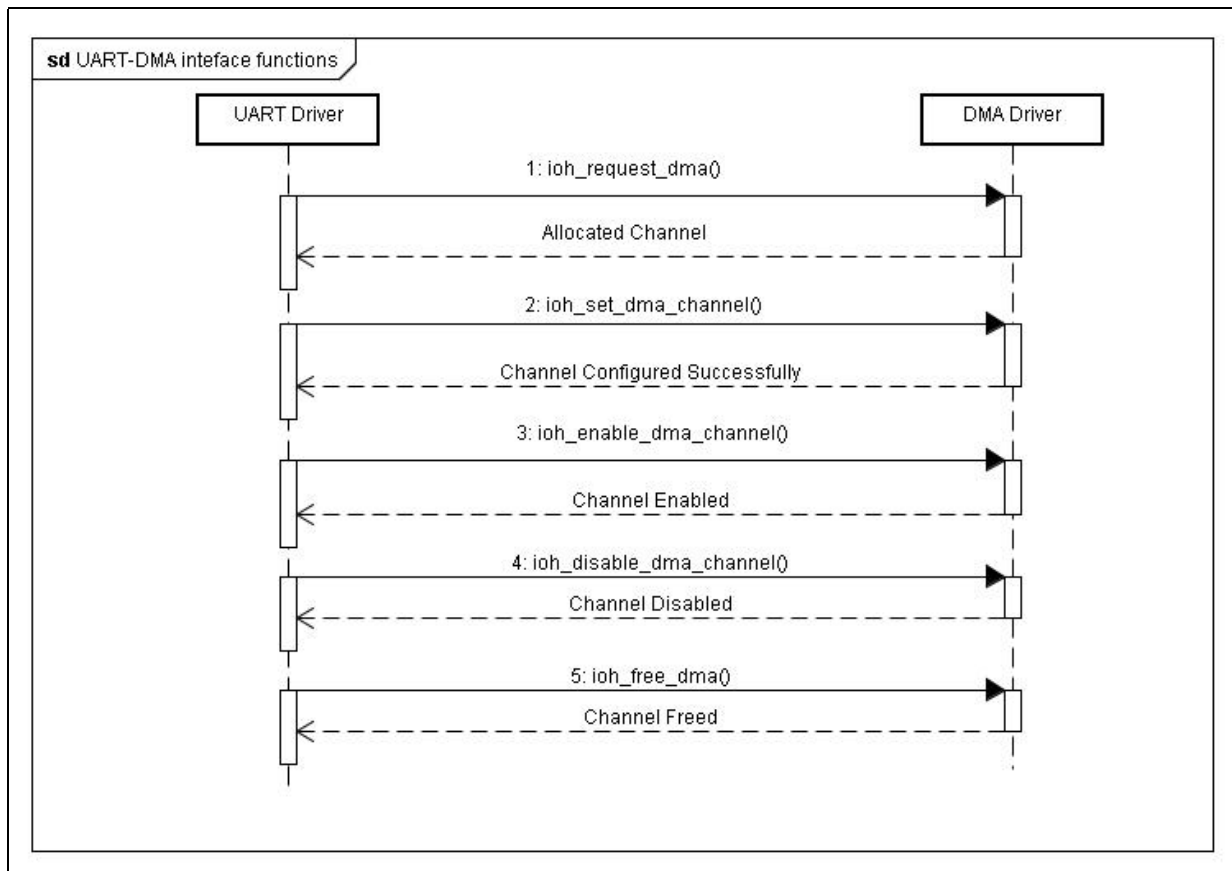 sd UART-DMA inteface functions
UART Driver
DMA Driver
1: ioh_request_dma()
Allocated Channel
2: ioh_set_dma_channel()
Channel Configured Successfully
3: ioh_enable_dma_channel()
Channel Enabled
4: ioh_disable_dma_channel()
Channel Disabled
5: ioh_free_dma()
Channel Freed